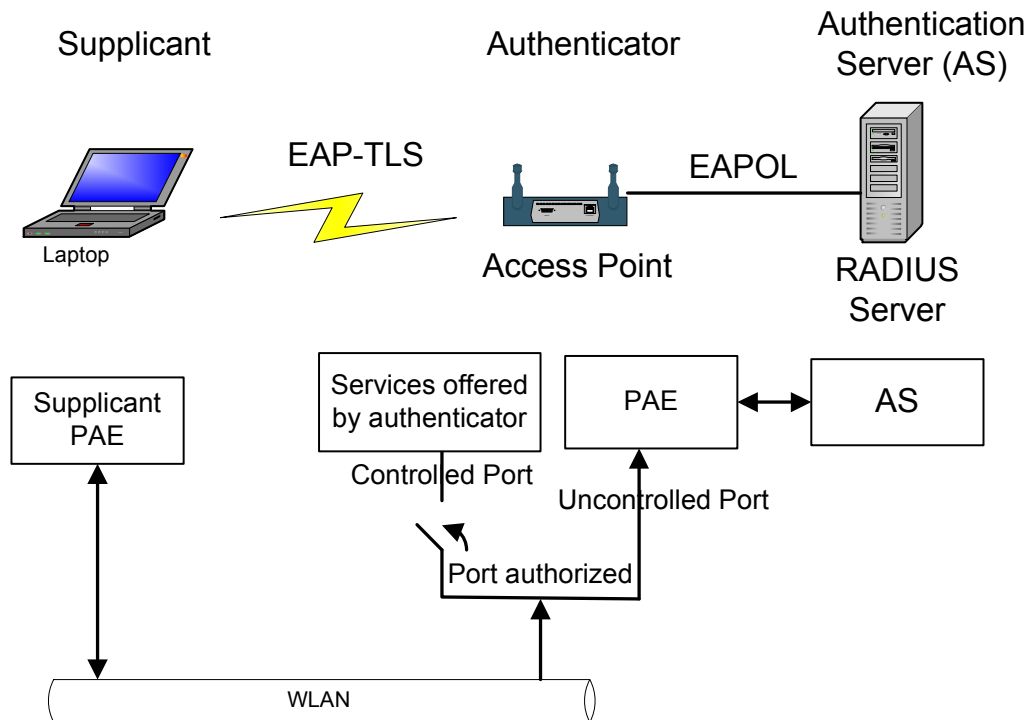 Supplicant
Authenticator
Authentication
Server (AS)
EAP-TLS
EAPOL
Laptop
Access Point
RADIUS
Server
Supplicant
PAE
Services offered
by authenticator
PAE
AS
Controlled Port
Uncontrolled Port
Port authorized
WLAN